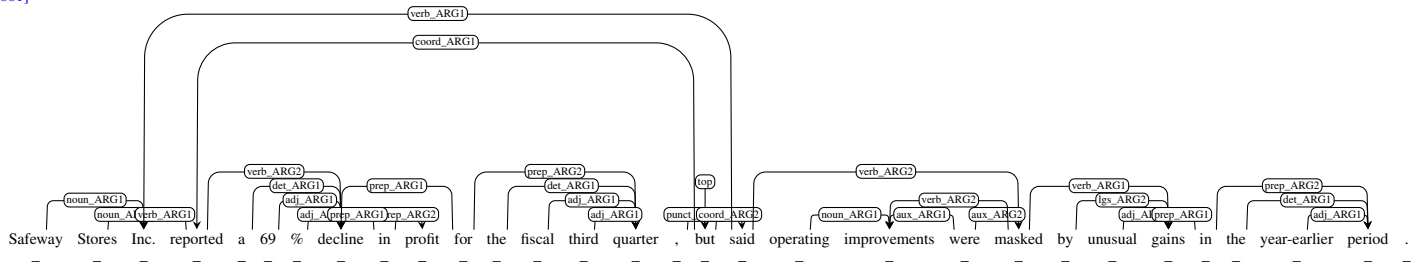 verb_ARG1
coord_ARG1
verb_ARG2 prep_ARG2 verb_ARG2
det_ARG1 prep_ARG1 det_ARG1 top verb_ARG1 prep_ARG2
noun_ARG1 adj_ARG1 adj_ARG1 verb_ARG2 lgs_ARG2 det_ARG1
verb_ARG1 prep_ARG1 adj_ARG1 coord_ARG2 noun_ARG1 aux_ARG1 aux_ARG2 prep_ARG1 adj_ARG1
Safeway Stores Inc. reported a 69 % decline in profit for the fiscal third quarter , but said operating improvements were masked by unusual gains in the year-earlier period .